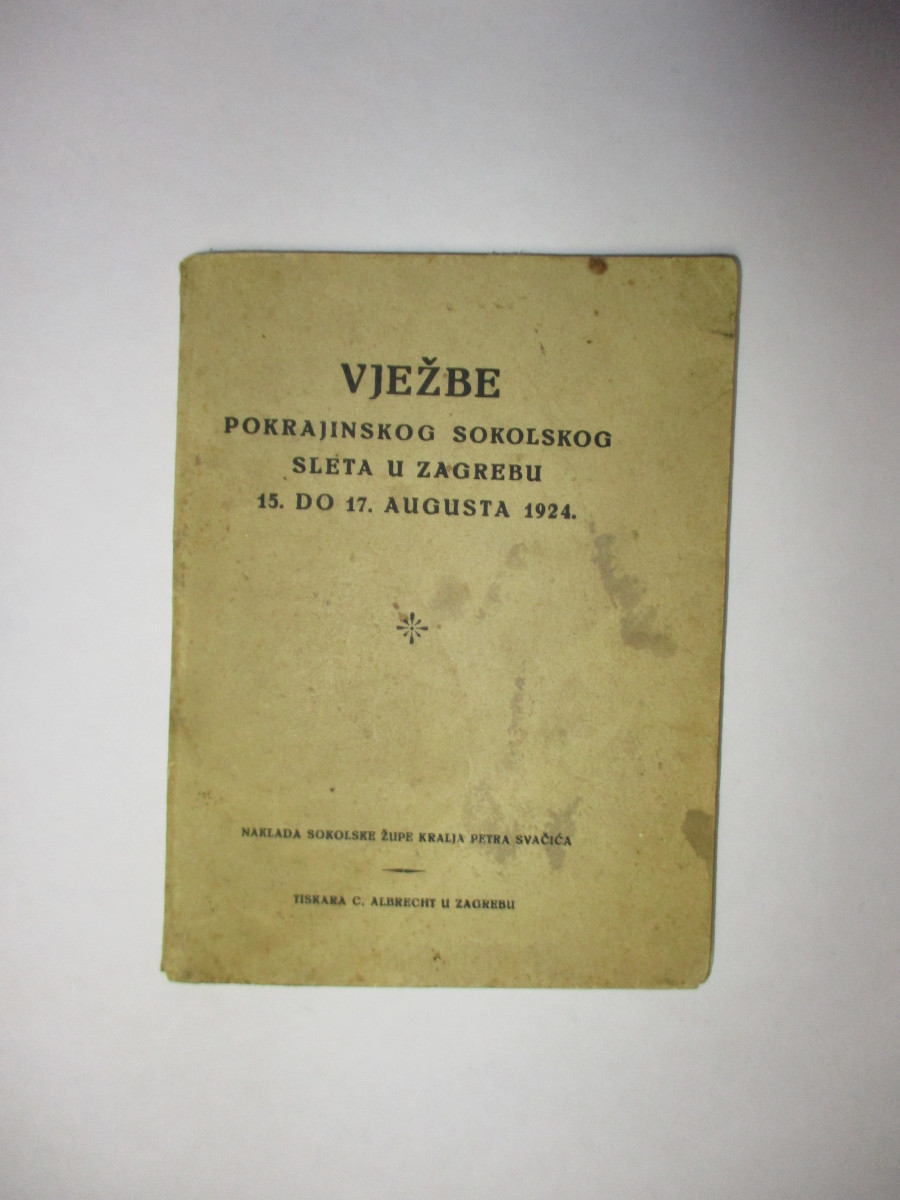 VJEŽBE
POKRAJINSKOG SOKOLSKOG
SLETA U ZAGREBU
15. DO 17. AUGUSTA 1924.
NAKLADA SOKOLSKE ŽUPE KRALJA PETRA SVAČIĆA
TISKARA C. ALBRECHT U ZAGREBU